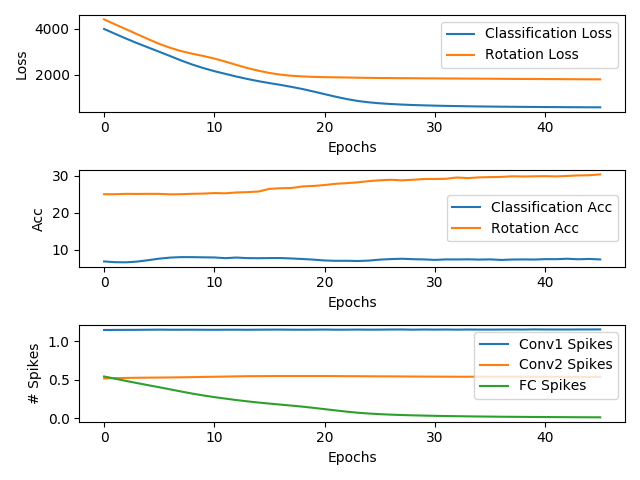 4000
2000
Loss
Classification Loss
Rotation Loss
0 10 20 30 40
Epochs
30
20
10
Acc
Classification Acc
Rotation Acc
0 10 20 30 40
Epochs
1.0
0.5
0.0
# Spikes
Conv1 Spikes
Conv2 Spikes
FC Spikes
0 10 20 30 40
Epochs